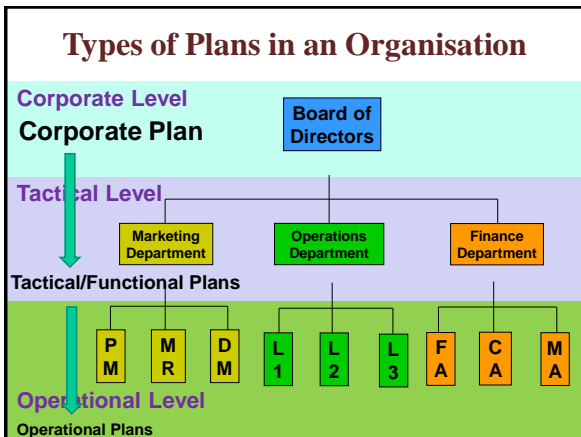 Types of Plans in an Organisation
Corporate Level
Corporate Plan
Board of
Directors
Tactical Level
Marketing
Department
Operations
Department
Finance
Department
Tactical/Functional Plans
P
M
M
R
D
M
L
1
L
2
L
3
F
A
C
A
M
A
Operational Level
Operational Plans